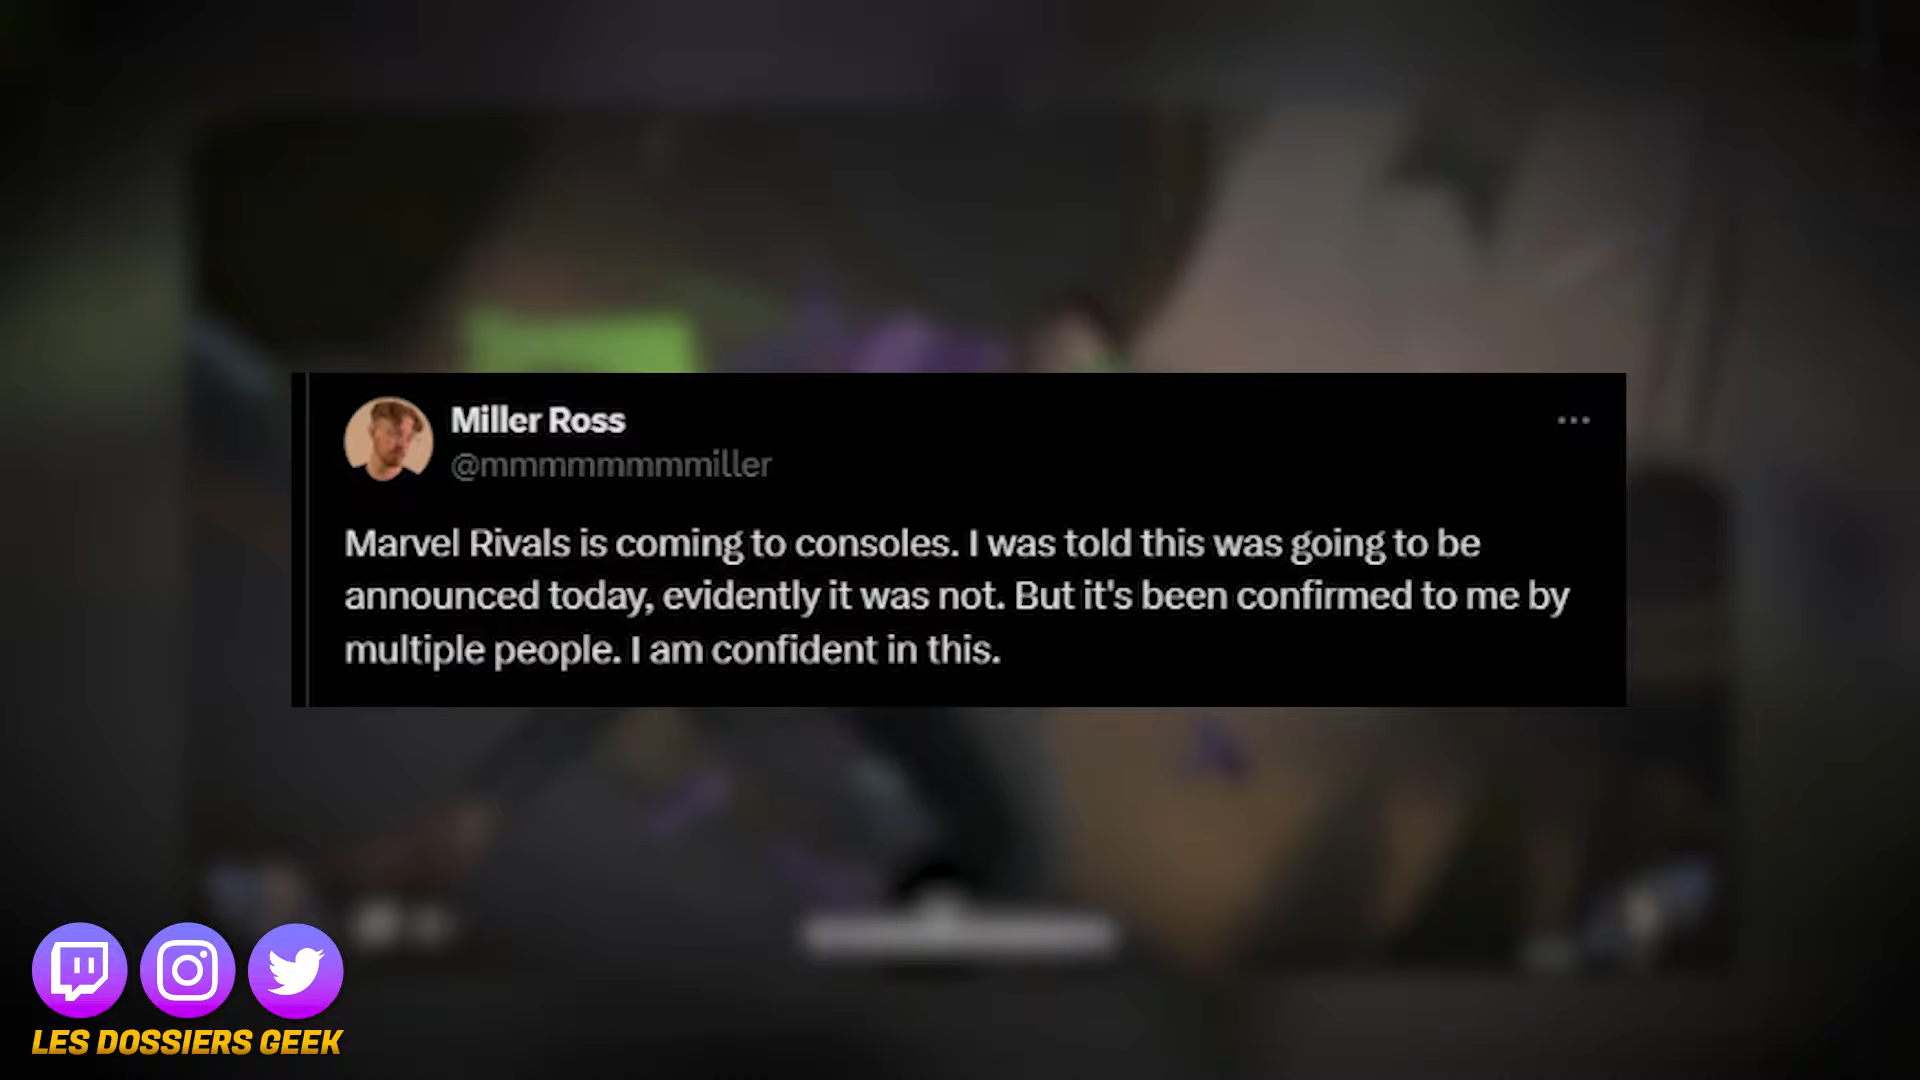 Miller Ross
@mmmmmmmmiller
Marvel Rivals is coming to consoles. I was told this was going to be
announced today, evidently it was not. But it's been confirmed to me by
multiple people. I am confident in this.
LES DOSSIERS GEEK